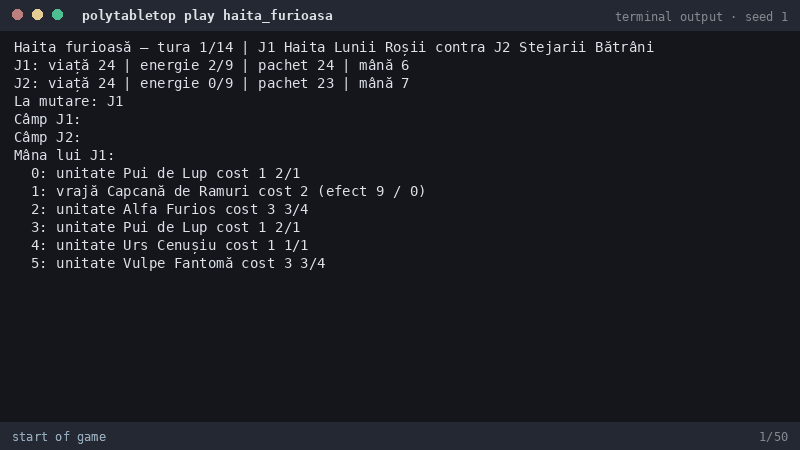 polytabletop play haita_furioasa
terminal output · seed 1
Haita furioasă — tura 1/14 | J1 Haita Lunii Roșii contra J2 Stejarii Bătrâni
J1: viață 24 | energie 2/9 | pachet 24 | mână 6
J2: viață 24 | energie 0/9 | pachet 23 | mână 7
La mutare: J1
Câmp J1:
Câmp J2:
Mâna lui J1:
0: unitate Pui de Lup cost 1 2/1
1: vrajă Capcană de Ramuri cost 2 (efect 9 / 0)
2: unitate Alfa Furios cost 3 3/4
3: unitate Pui de Lup cost 1 2/1
4: unitate Urs Cenușiu cost 1 1/1
5: unitate Vulpe Fantomă cost 3 3/4
start of game
1/50